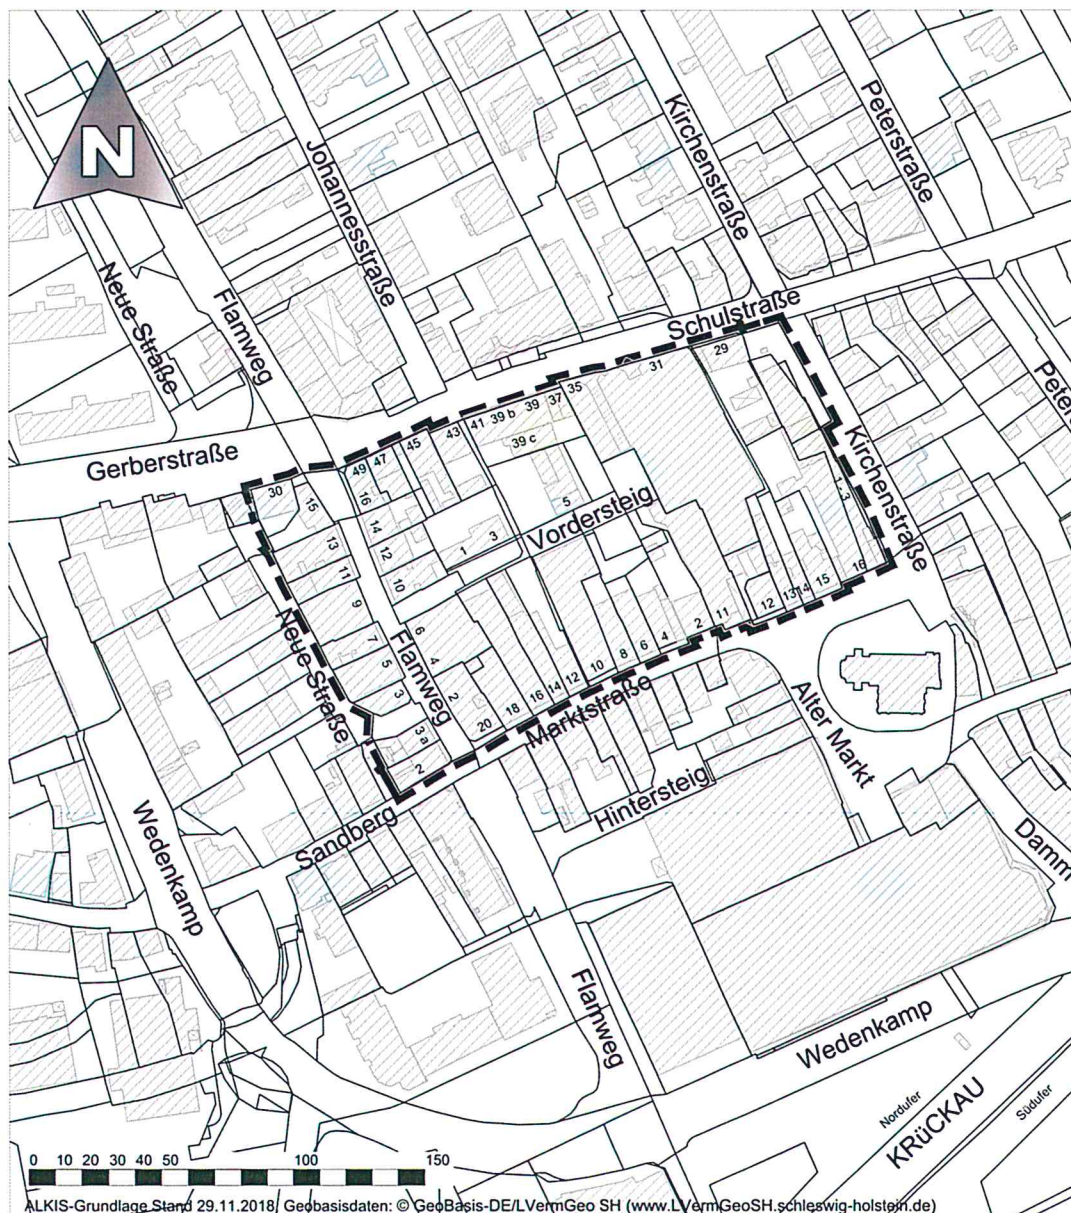 N
Neue Straße
Flamweg
Johannesstraße
Kirchenstraße
Peterstraße
Schulstraße
Gerberstraße
29
31
35
37
39
39 b
41
43
45
47
49
39 c
30
15
16
14
12
10
13
11
9
7
5
3
3 a
2
1
3
5
Vordersteig
6
4
2
20
18
16
14
12
10
8
6
4
2
11
12
13
14
15
16
1-3
Kirchenstraße
Peters
Neue Straße
Flamweg
Marktstraße
Alter Markt
Hintersteig
Sandberg
Wedenkamp
Damm
Flamweg
Wedenkamp
Nordufer
KRüCKAU
Südufer
0 10 20 30 40 50 100 150
ALKIS-Grundlage Stand 29.11.2018, Geobasisdaten: © GeoBasis-DE/LVermGeo SH (www.LVermGeoSH.schleswig-holstein.de)